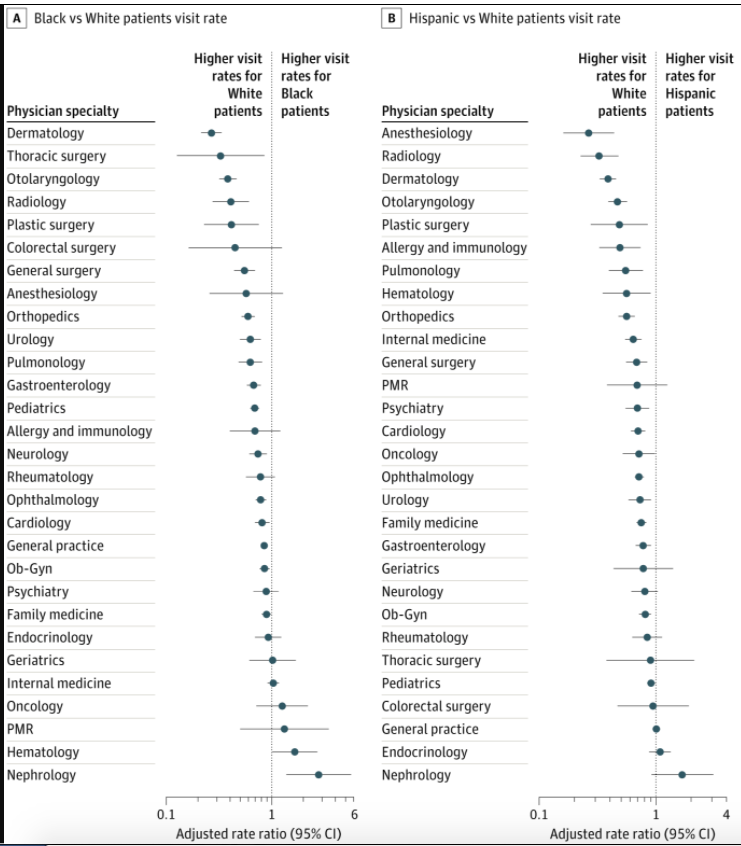 A Black vs White patients visit rate
Higher visit
rates for
White
patients
Higher visit
rates for
Black
patients
Physician specialty
Dermatology
Thoracic surgery
Otolaryngology
Radiology
Plastic surgery
Colorectal surgery
General surgery
Anesthesiology
Orthopedics
Urology
Pulmonology
Gastroenterology
Pediatrics
Allergy and immunology
Neurology
Rheumatology
Ophthalmology
Cardiology
General practice
Ob-Gyn
Psychiatry
Family medicine
Endocrinology
Geriatrics
Internal medicine
Oncology
PMR
Hematology
Nephrology
0.1 1 6
Adjusted rate ratio (95% CI)
B Hispanic vs White patients visit rate
Higher visit
rates for
White
patients
Higher visit
rates for
Hispanic
patients
Physician specialty
Anesthesiology
Radiology
Dermatology
Otolaryngology
Plastic surgery
Allergy and immunology
Pulmonology
Hematology
Orthopedics
Internal medicine
General surgery
PMR
Psychiatry
Cardiology
Oncology
Ophthalmology
Urology
Family medicine
Gastroenterology
Geriatrics
Neurology
Ob-Gyn
Rheumatology
Thoracic surgery
Pediatrics
Colorectal surgery
General practice
Endocrinology
Nephrology
0.1 1 4
Adjusted rate ratio (95% CI)